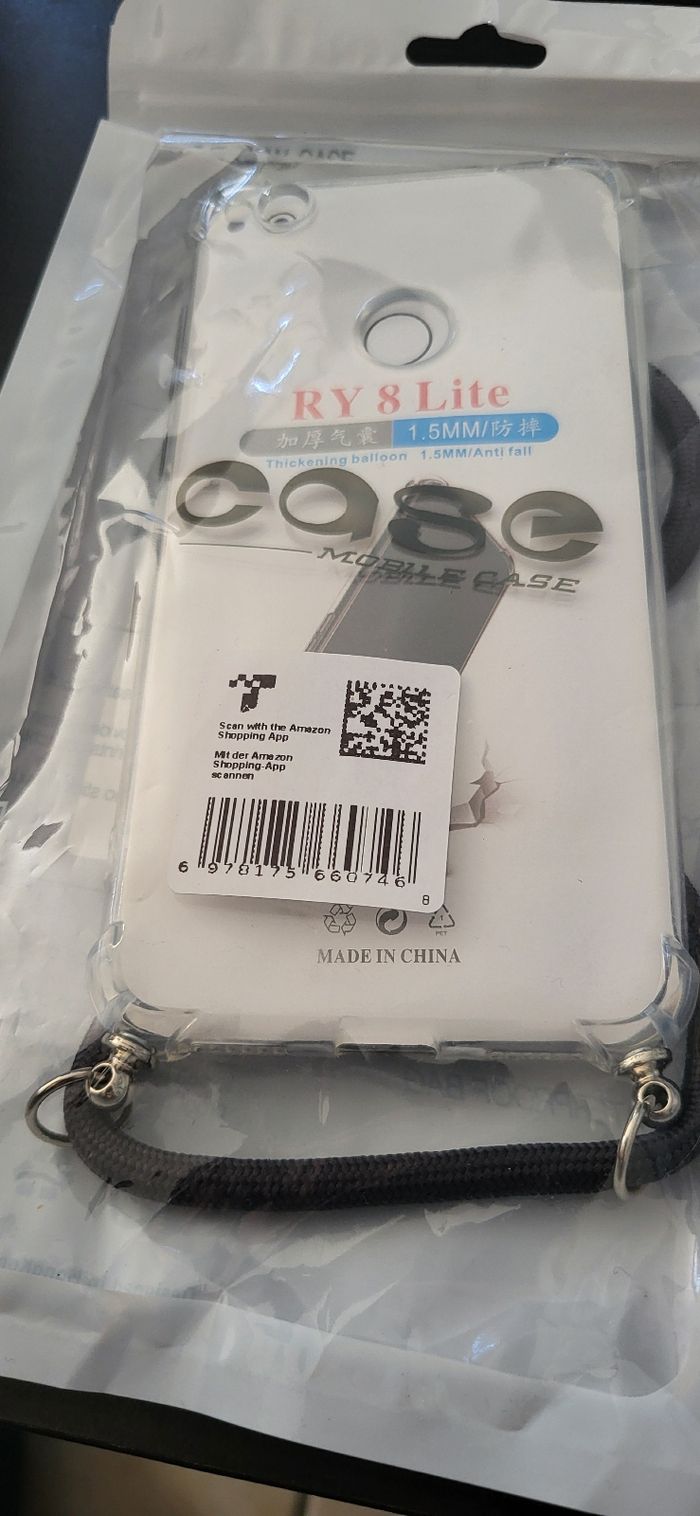 RY 8 Lite
加厚气囊 1.5MM/防摔
Thickening balloon 1.5MM/Anti fall
case
MOBILE CASE
Scan with the Amazon
Shopping App
Mit der Amazon
Shopping-App
scannen
6 978175 660746
8
PET
MADE IN CHINA